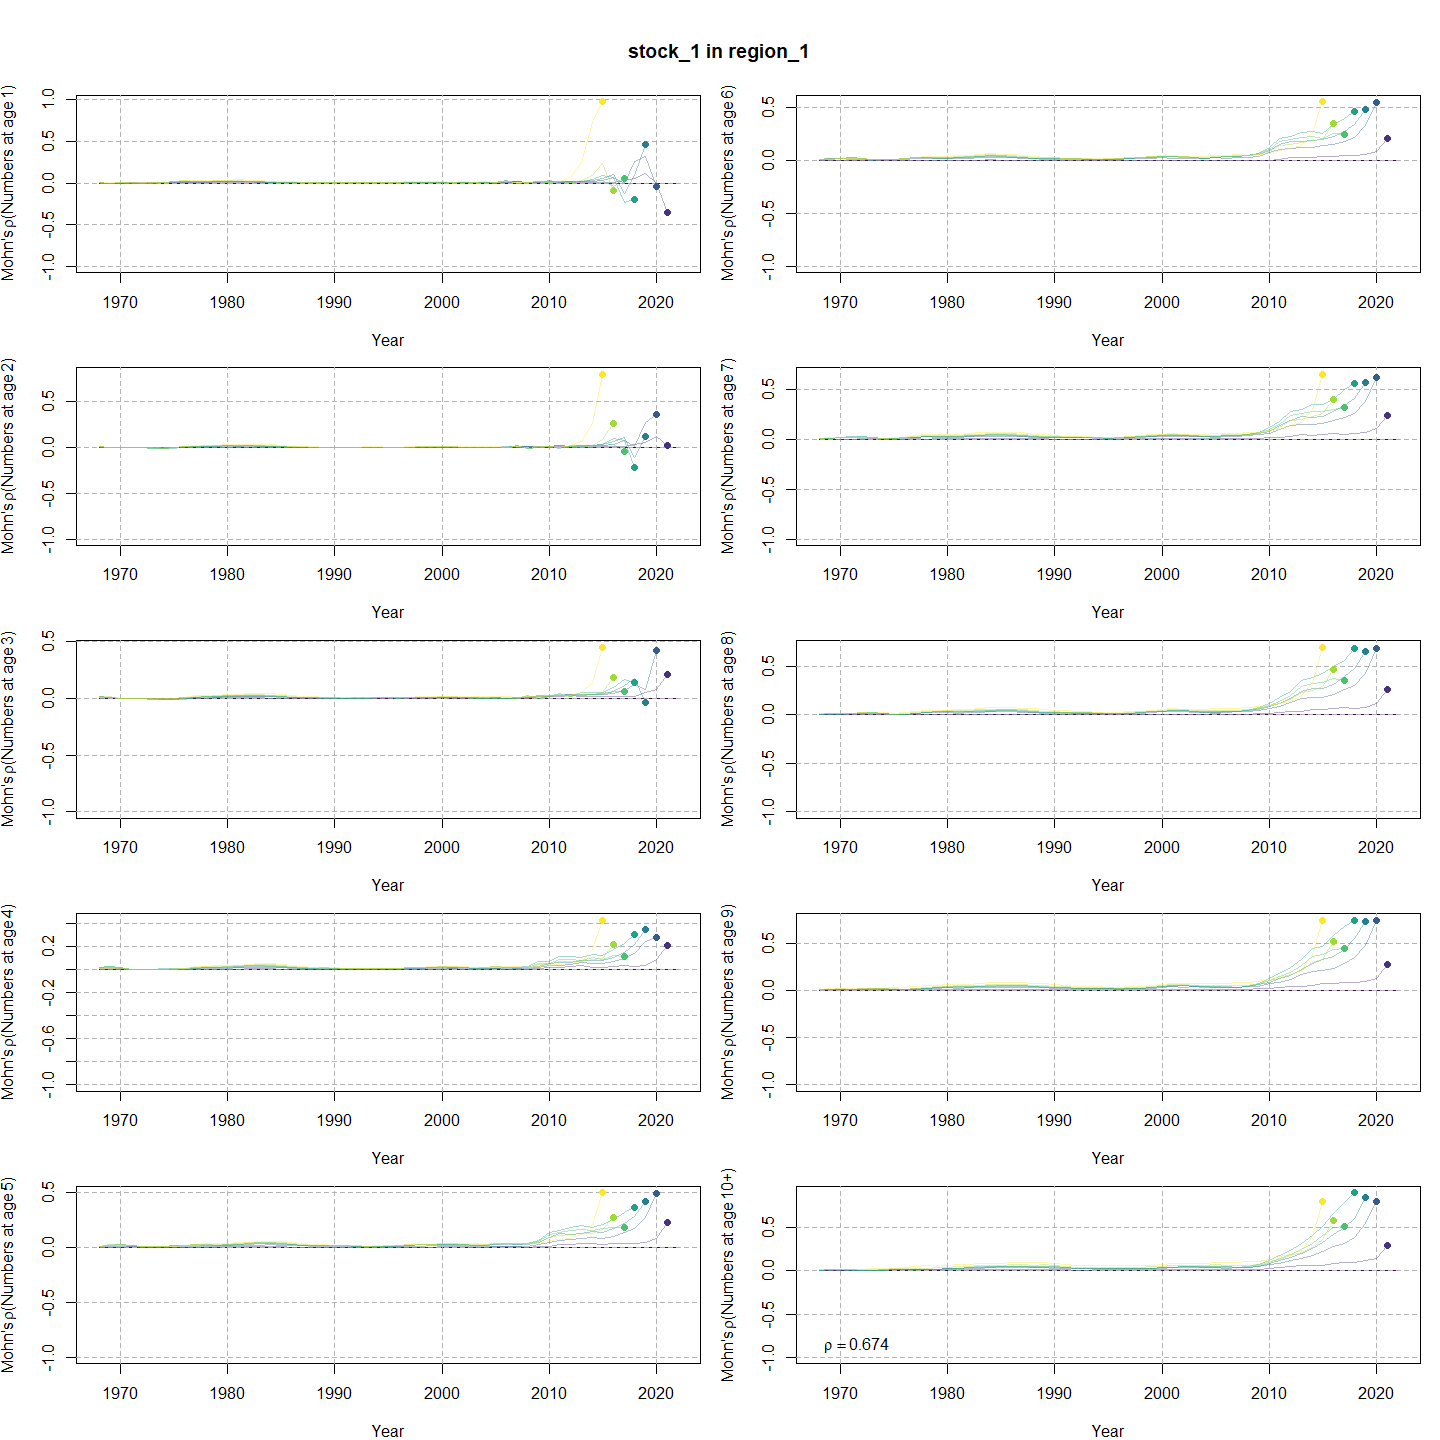 stock_1 in region_1
Mohn's ρ(Numbers at age 1)
1.0
0.5
0.0
-0.5
-1.0
1970 1980 1990 2000 2010 2020
Year
Mohn's ρ(Numbers at age 6)
0.5
0.0
-0.5
-1.0
1970 1980 1990 2000 2010 2020
Year
Mohn's ρ(Numbers at age 2)
0.5
0.0
-0.5
-1.0
1970 1980 1990 2000 2010 2020
Year
Mohn's ρ(Numbers at age 7)
0.5
0.0
-0.5
-1.0
1970 1980 1990 2000 2010 2020
Year
Mohn's ρ(Numbers at age 3)
0.5
0.0
-0.5
-1.0
1970 1980 1990 2000 2010 2020
Year
Mohn's ρ(Numbers at age 8)
0.5
0.0
-0.5
-1.0
1970 1980 1990 2000 2010 2020
Year
Mohn's ρ(Numbers at age 4)
0.2
-0.2
-0.6
-1.0
1970 1980 1990 2000 2010 2020
Year
Mohn's ρ(Numbers at age 9)
0.5
0.0
-0.5
-1.0
1970 1980 1990 2000 2010 2020
Year
Mohn's ρ(Numbers at age 5)
0.5
0.0
-0.5
-1.0
1970 1980 1990 2000 2010 2020
Year
Mohn's ρ(Numbers at age 10+)
0.5
0.0
-0.5
-1.0
ρ = 0.674
1970 1980 1990 2000 2010 2020
Year